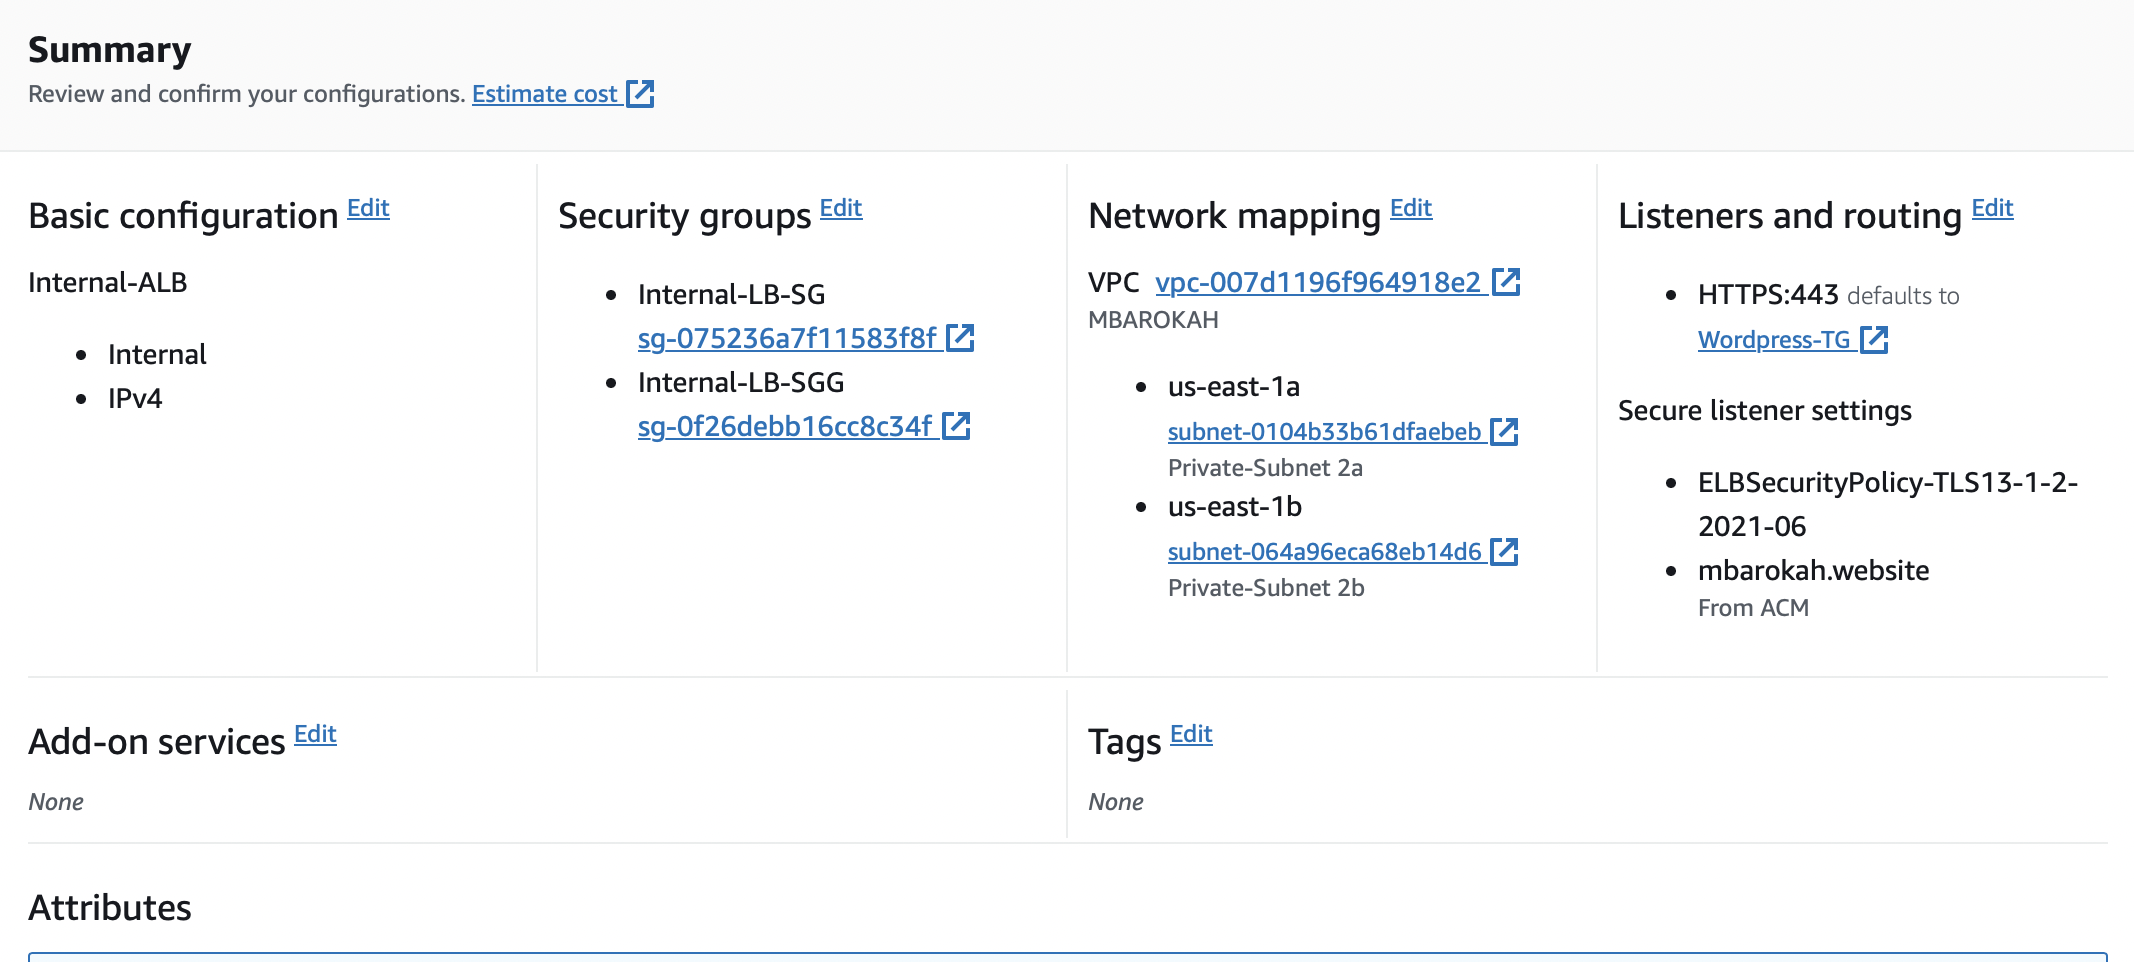 Summary
Review and confirm your configurations. Estimate cost
Basic configuration Edit
Internal-ALB
Internal
IPv4
Security groups Edit
Internal-LB-SG
sg-075236a7f11583f8f
Internal-LB-SGG
sg-0f26debb16cc8c34f
Network mapping Edit
VPC vpc-007d1196f964918e2
MBAROKAH
us-east-1a
subnet-0104b33b61dfaebeb
Private-Subnet 2a
us-east-1b
subnet-064a96eca68eb14d6
Private-Subnet 2b
Listeners and routing Edit
HTTPS:443 defaults to
Wordpress-TG
Secure listener settings
ELBSecurityPolicy-TLS13-1-2-
2021-06
mbarokah.website
From ACM
Add-on services Edit
None
Tags Edit
None
Attributes